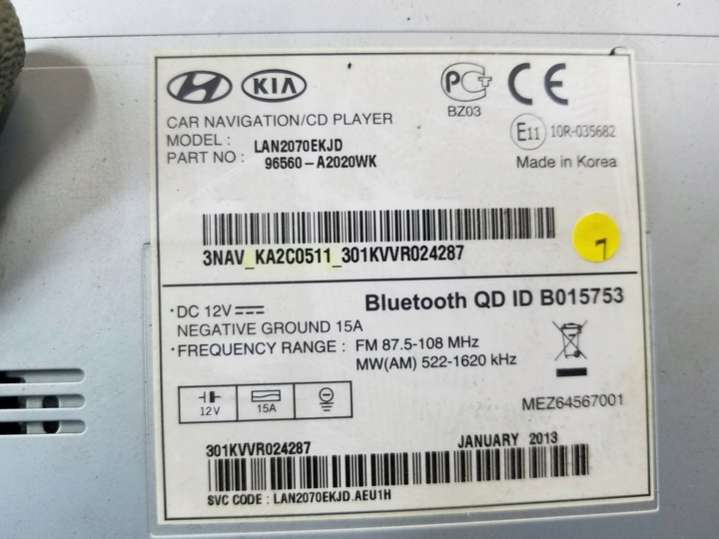 KIA
PCT
CE
BZ03
CAR NAVIGATION/CD PLAYER
MODEL : LAN2070EKJD
PART NO : 96560-A2020WK
E11 10R-035682
Made in Korea
3NAV_KA2C0511_301KVVR024287
7
· DC 12V
NEGATIVE GROUND 15A
· FREQUENCY RANGE : FM 87.5-108 MHz
MW(AM) 522-1620 kHz
Bluetooth QD ID B015753
12V
15A
MEZ64567001
301KVVR024287
JANUARY 2013
SVC CODE : LAN2070EKJD.AEU1H